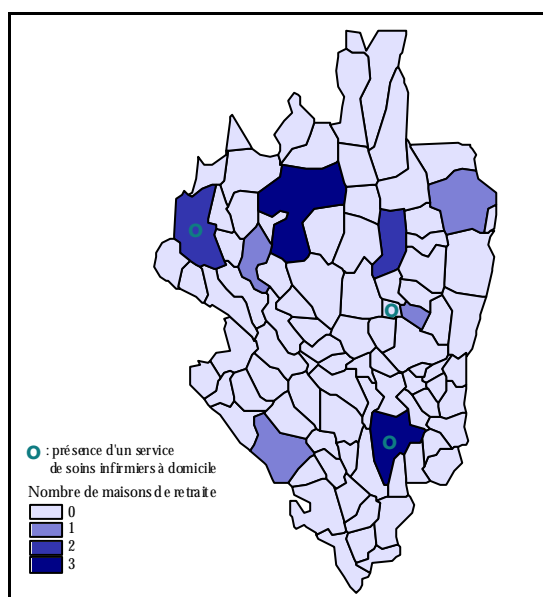 : présence d'un service
de soins infirmiers à domicile
Nombre de maisons de retraite
0
1
2
3